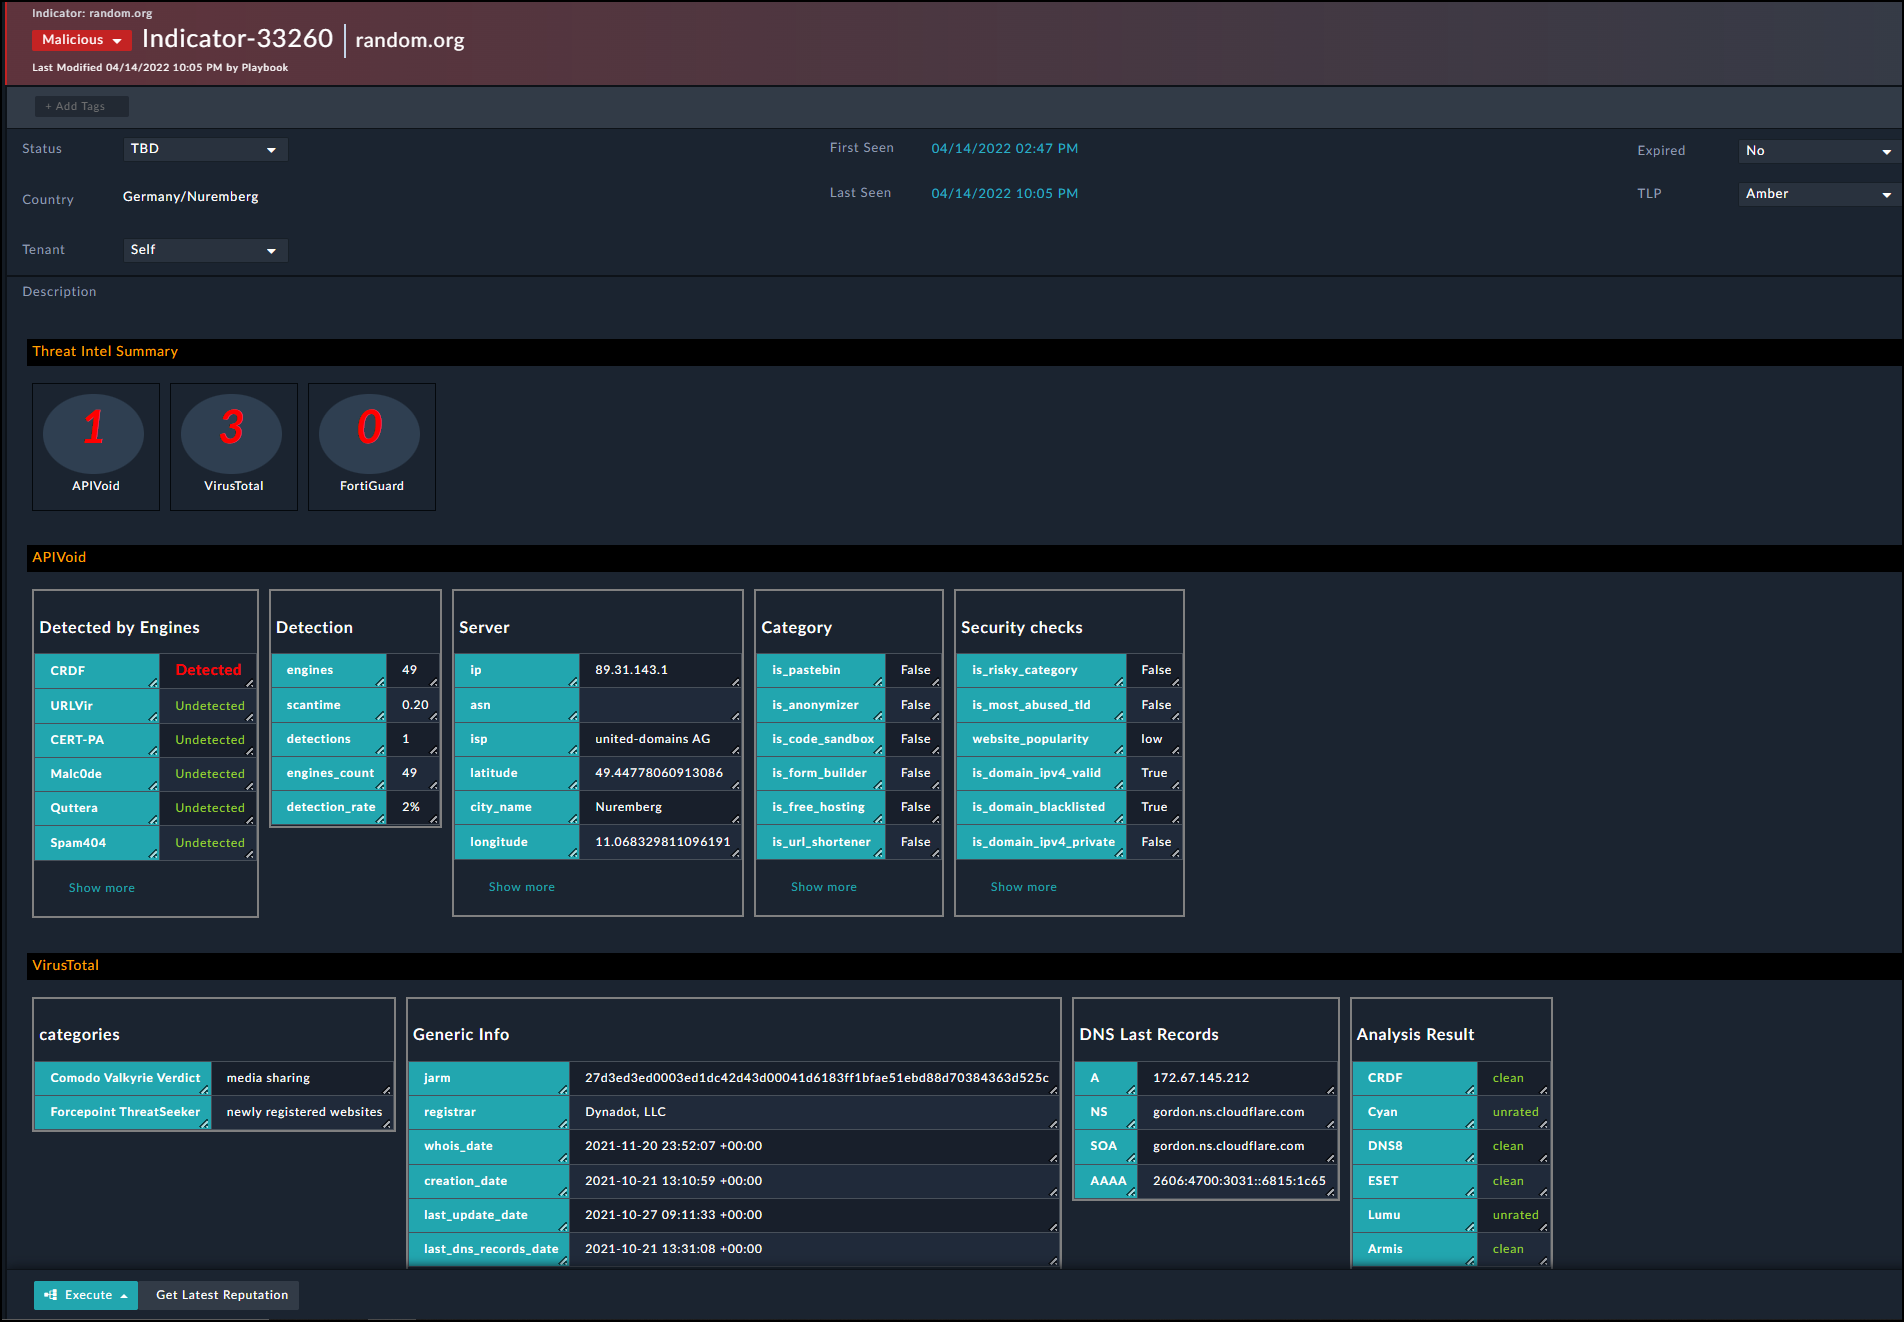 Indicator: random.org
Malicious Indicator-33260 random.org
Last Modified 04/14/2022 10:05 PM by Playbook
+ Add Tags
Status TBD First Seen 04/14/2022 02:47 PM Expired No
Country Germany/Nuremberg Last Seen 04/14/2022 10:05 PM TLP Amber
Tenant Self
Description
Threat Intel Summary
1 3 0
APIVoid VirusTotal FortiGuard
APIVoid
Detected by Engines
CRDF Detected
URLVir Undetected
CERT-PA Undetected
Malc0de Undetected
Quttera Undetected
Spam404 Undetected
Show more
Detection
engines 49
scantime 0.20
detections 1
engines_count 49
detection_rate 2%
Server
ip 89.31.143.1
asn
isp united-domains AG
latitude 49.44778060913086
city_name Nuremberg
longitude 11.068329811096191
Show more
Category
is_pastebin False
is_anonymizer False
is_code_sandbox False
is_form_builder False
is_free_hosting False
is_url_shortener False
Show more
Security checks
is_risky_category False
is_most_abused_tld False
website_popularity low
is_domain_ipv4_valid True
is_domain_blacklisted True
is_domain_ipv4_private False
Show more
VirusTotal
categories
Comodo Valkyrie Verdict media sharing
Forcepoint ThreatSeeker newly registered websites
Generic Info
jarm 27d3ed3ed0003ed1dc42d43d00041d6183ff1bfae51ebd88d70384363d525c
registrar Dynadot, LLC
whois_date 2021-11-20 23:52:07 +00:00
creation_date 2021-10-21 13:10:59 +00:00
last_update_date 2021-10-27 09:11:33 +00:00
last_dns_records_date 2021-10-21 13:31:08 +00:00
DNS Last Records
A 172.67.145.212
NS gordon.ns.cloudflare.com
SOA gordon.ns.cloudflare.com
AAAA 2606:4700:3031::6815:1c65
Analysis Result
CRDF clean
Cyan unrated
DNS8 clean
ESET clean
Lumu unrated
Armis clean
Execute Get Latest Reputation